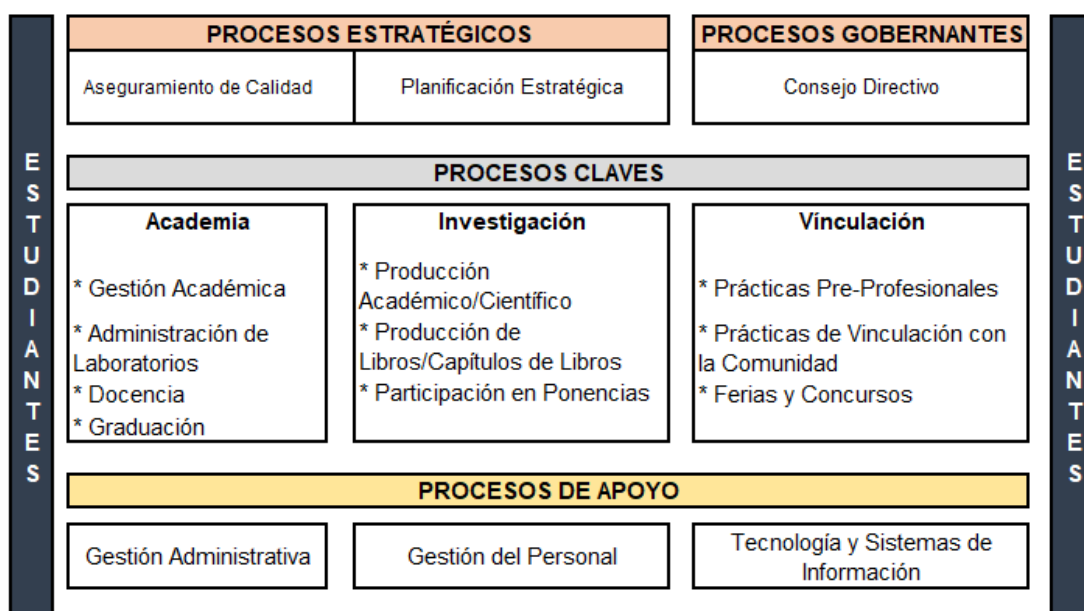 ESTUDIANTES
PROCESOS ESTRATÉGICOS
PROCESOS GOBERNANTES
Aseguramiento de Calidad
Planificación Estratégica
Consejo Directivo
PROCESOS CLAVES
Academia
* Gestión Académica
* Administración de
Laboratorios
* Docencia
* Graduación
Investigación
* Producción
Académico/Científico
* Producción de
Libros/Capítulos de Libros
* Participación en Ponencias
Vinculación
* Prácticas Pre-Profesionales
* Prácticas de Vinculación con
la Comunidad
* Ferias y Concursos
PROCESOS DE APOYO
Gestión Administrativa
Gestión del Personal
Tecnología y Sistemas de
Información
ESTUDIANTES